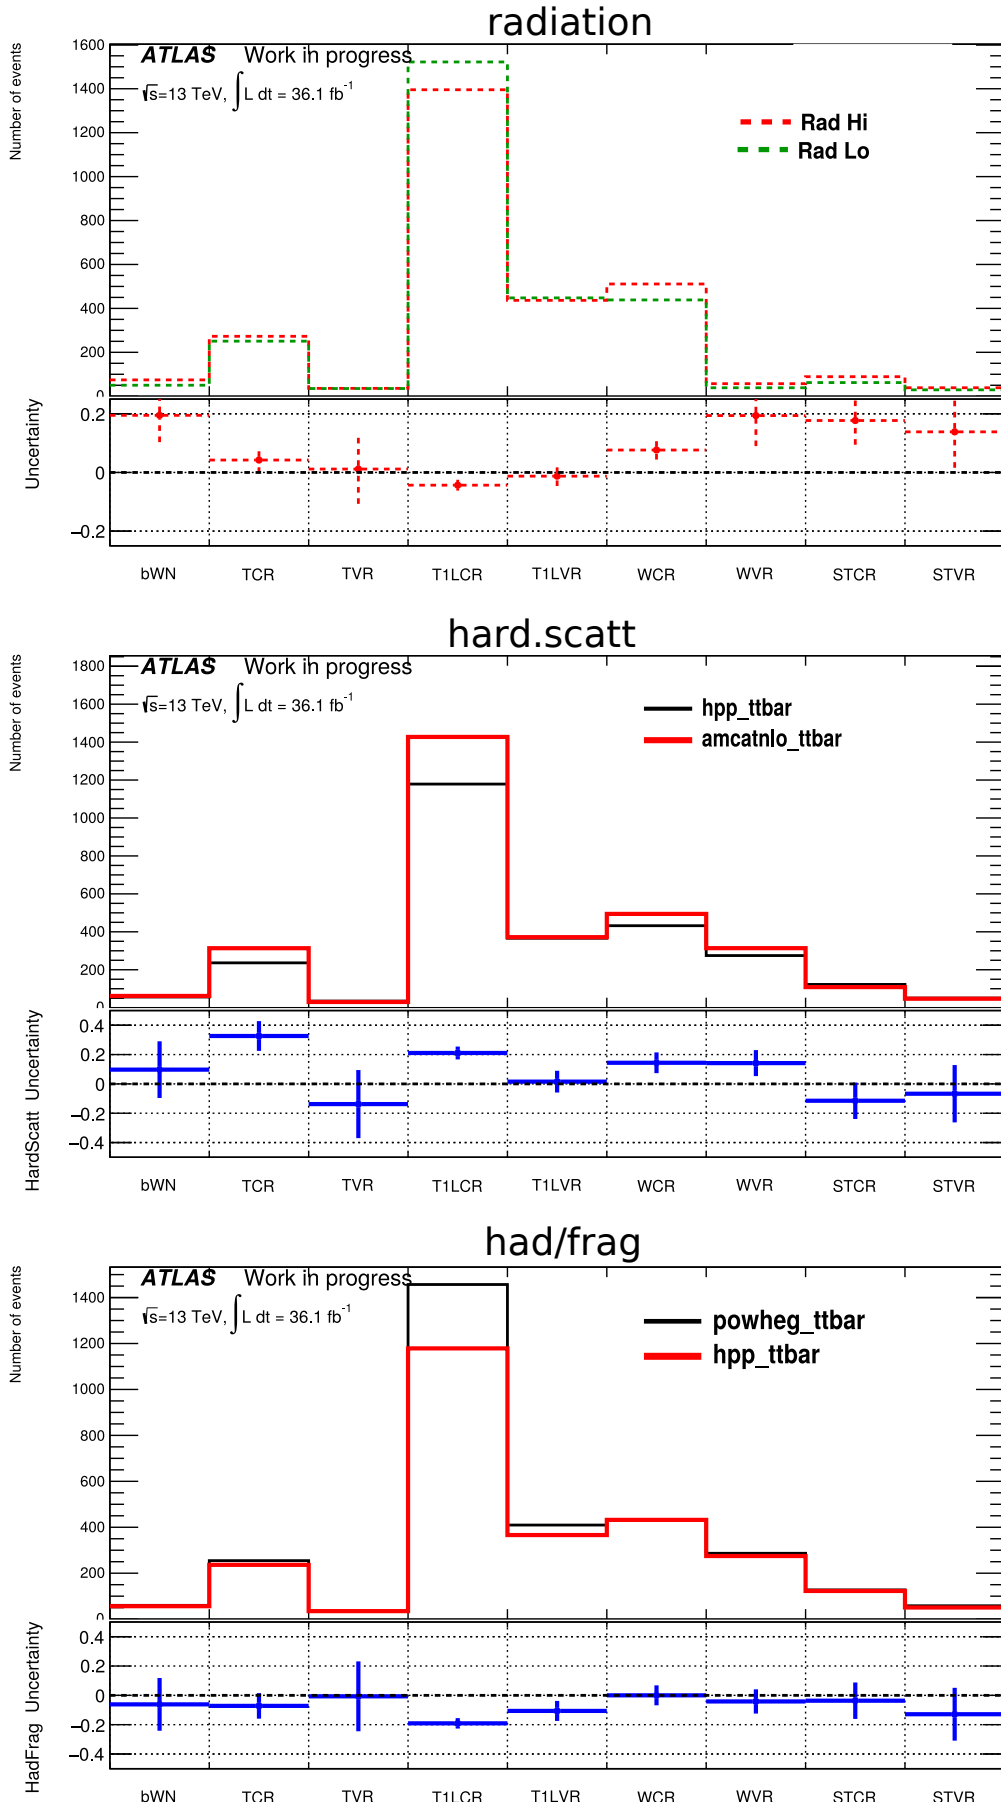 radiation
1600
ATLAS Work in progress
√s=13 TeV, ∫L dt = 36.1 fb⁻¹
Number of events
1400
1200
1000
800
600
400
200
0
Rad Hi
Rad Lo
Uncertainty
0.2
0
−0.2
bWN TCR TVR T1LCR T1LVR WCR WVR STCR STVR
hard.scatt
ATLAS Work in progress
√s=13 TeV, ∫L dt = 36.1 fb⁻¹
Number of events
1800
1600
1400
1200
1000
800
600
400
200
0
hpp_ttbar
amcatnlo_ttbar
HardScatt Uncertainty
0.4
0.2
0
−0.2
−0.4
bWN TCR TVR T1LCR T1LVR WCR WVR STCR STVR
had/frag
ATLAS Work in progress
√s=13 TeV, ∫L dt = 36.1 fb⁻¹
Number of events
1400
1200
1000
800
600
400
200
0
powheg_ttbar
hpp_ttbar
HadFrag Uncertainty
0.4
0.2
0
−0.2
−0.4
bWN TCR TVR T1LCR T1LVR WCR WVR STCR STVR